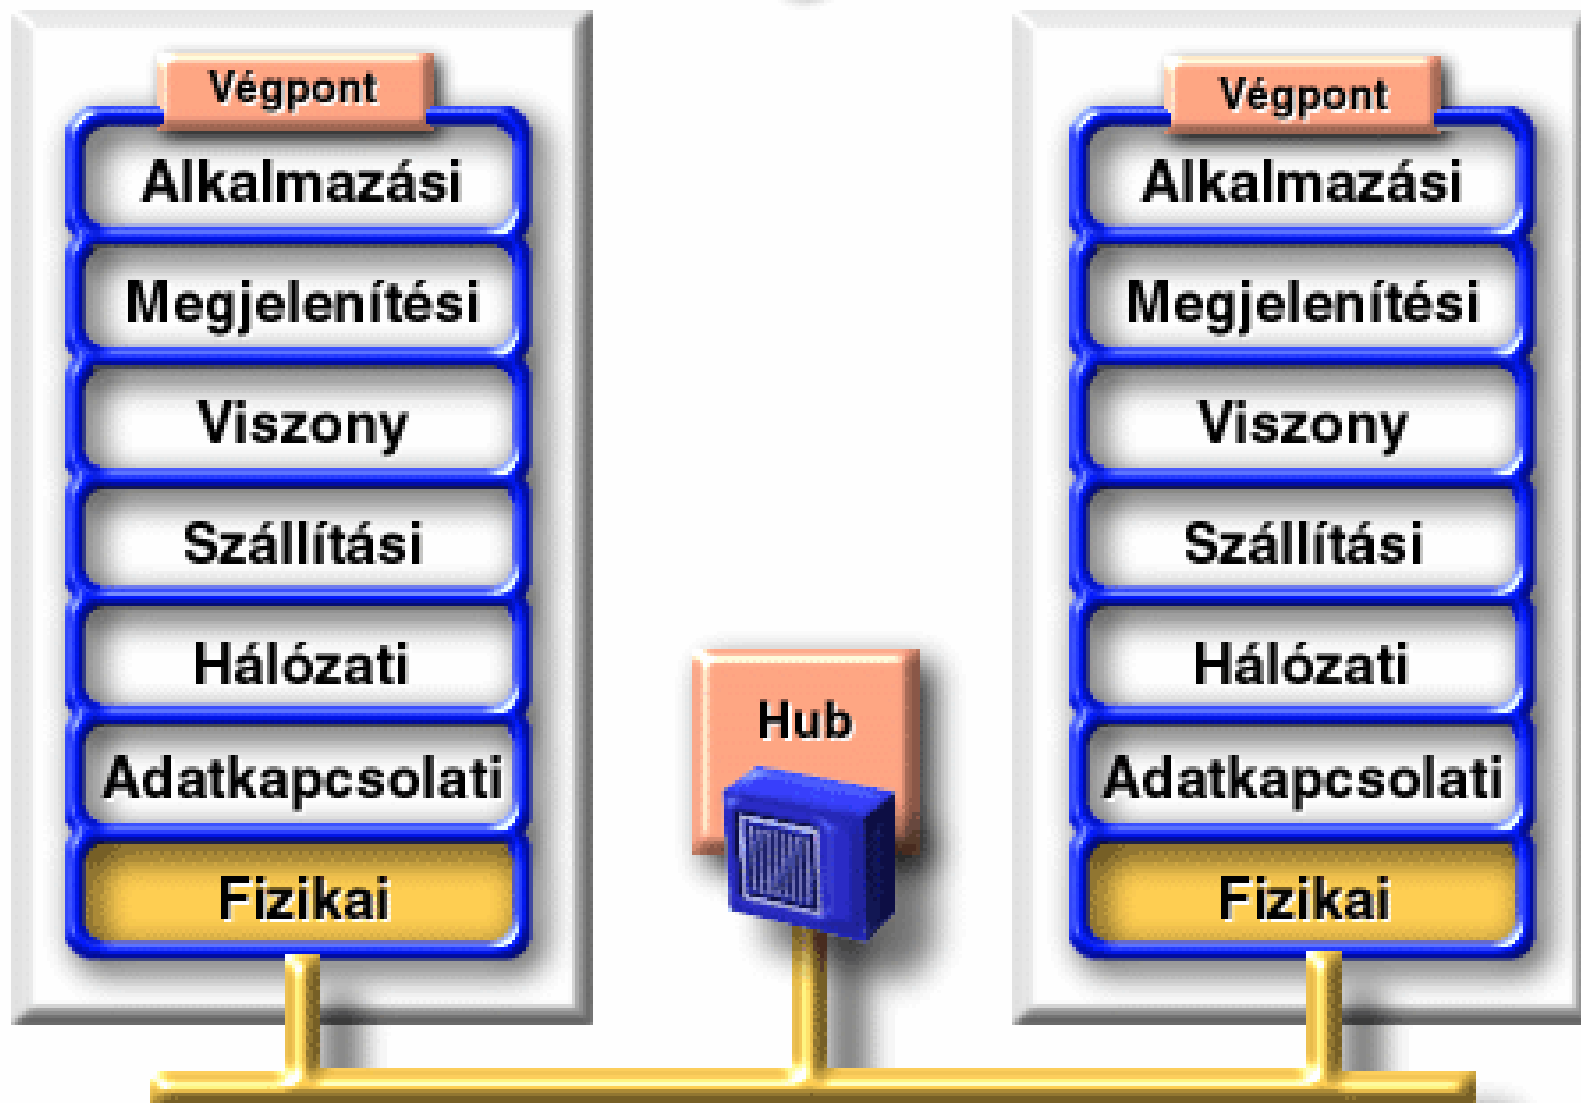 Végpont
Alkalmazási
Megjelenítési
Viszony
Szállítási
Hálózati
Adatkapcsolati
Fizikai
Hub
Végpont
Alkalmazási
Megjelenítési
Viszony
Szállítási
Hálózati
Adatkapcsolati
Fizikai